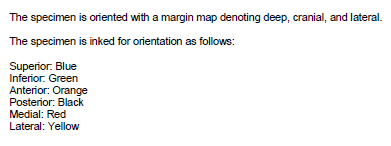 The specimen is oriented with a margin map denoting deep, cranial, and lateral.
The specimen is inked for orientation as follows:
Superior: Blue
Inferior: Green
Anterior: Orange
Posterior: Black
Medial: Red
Lateral: Yellow